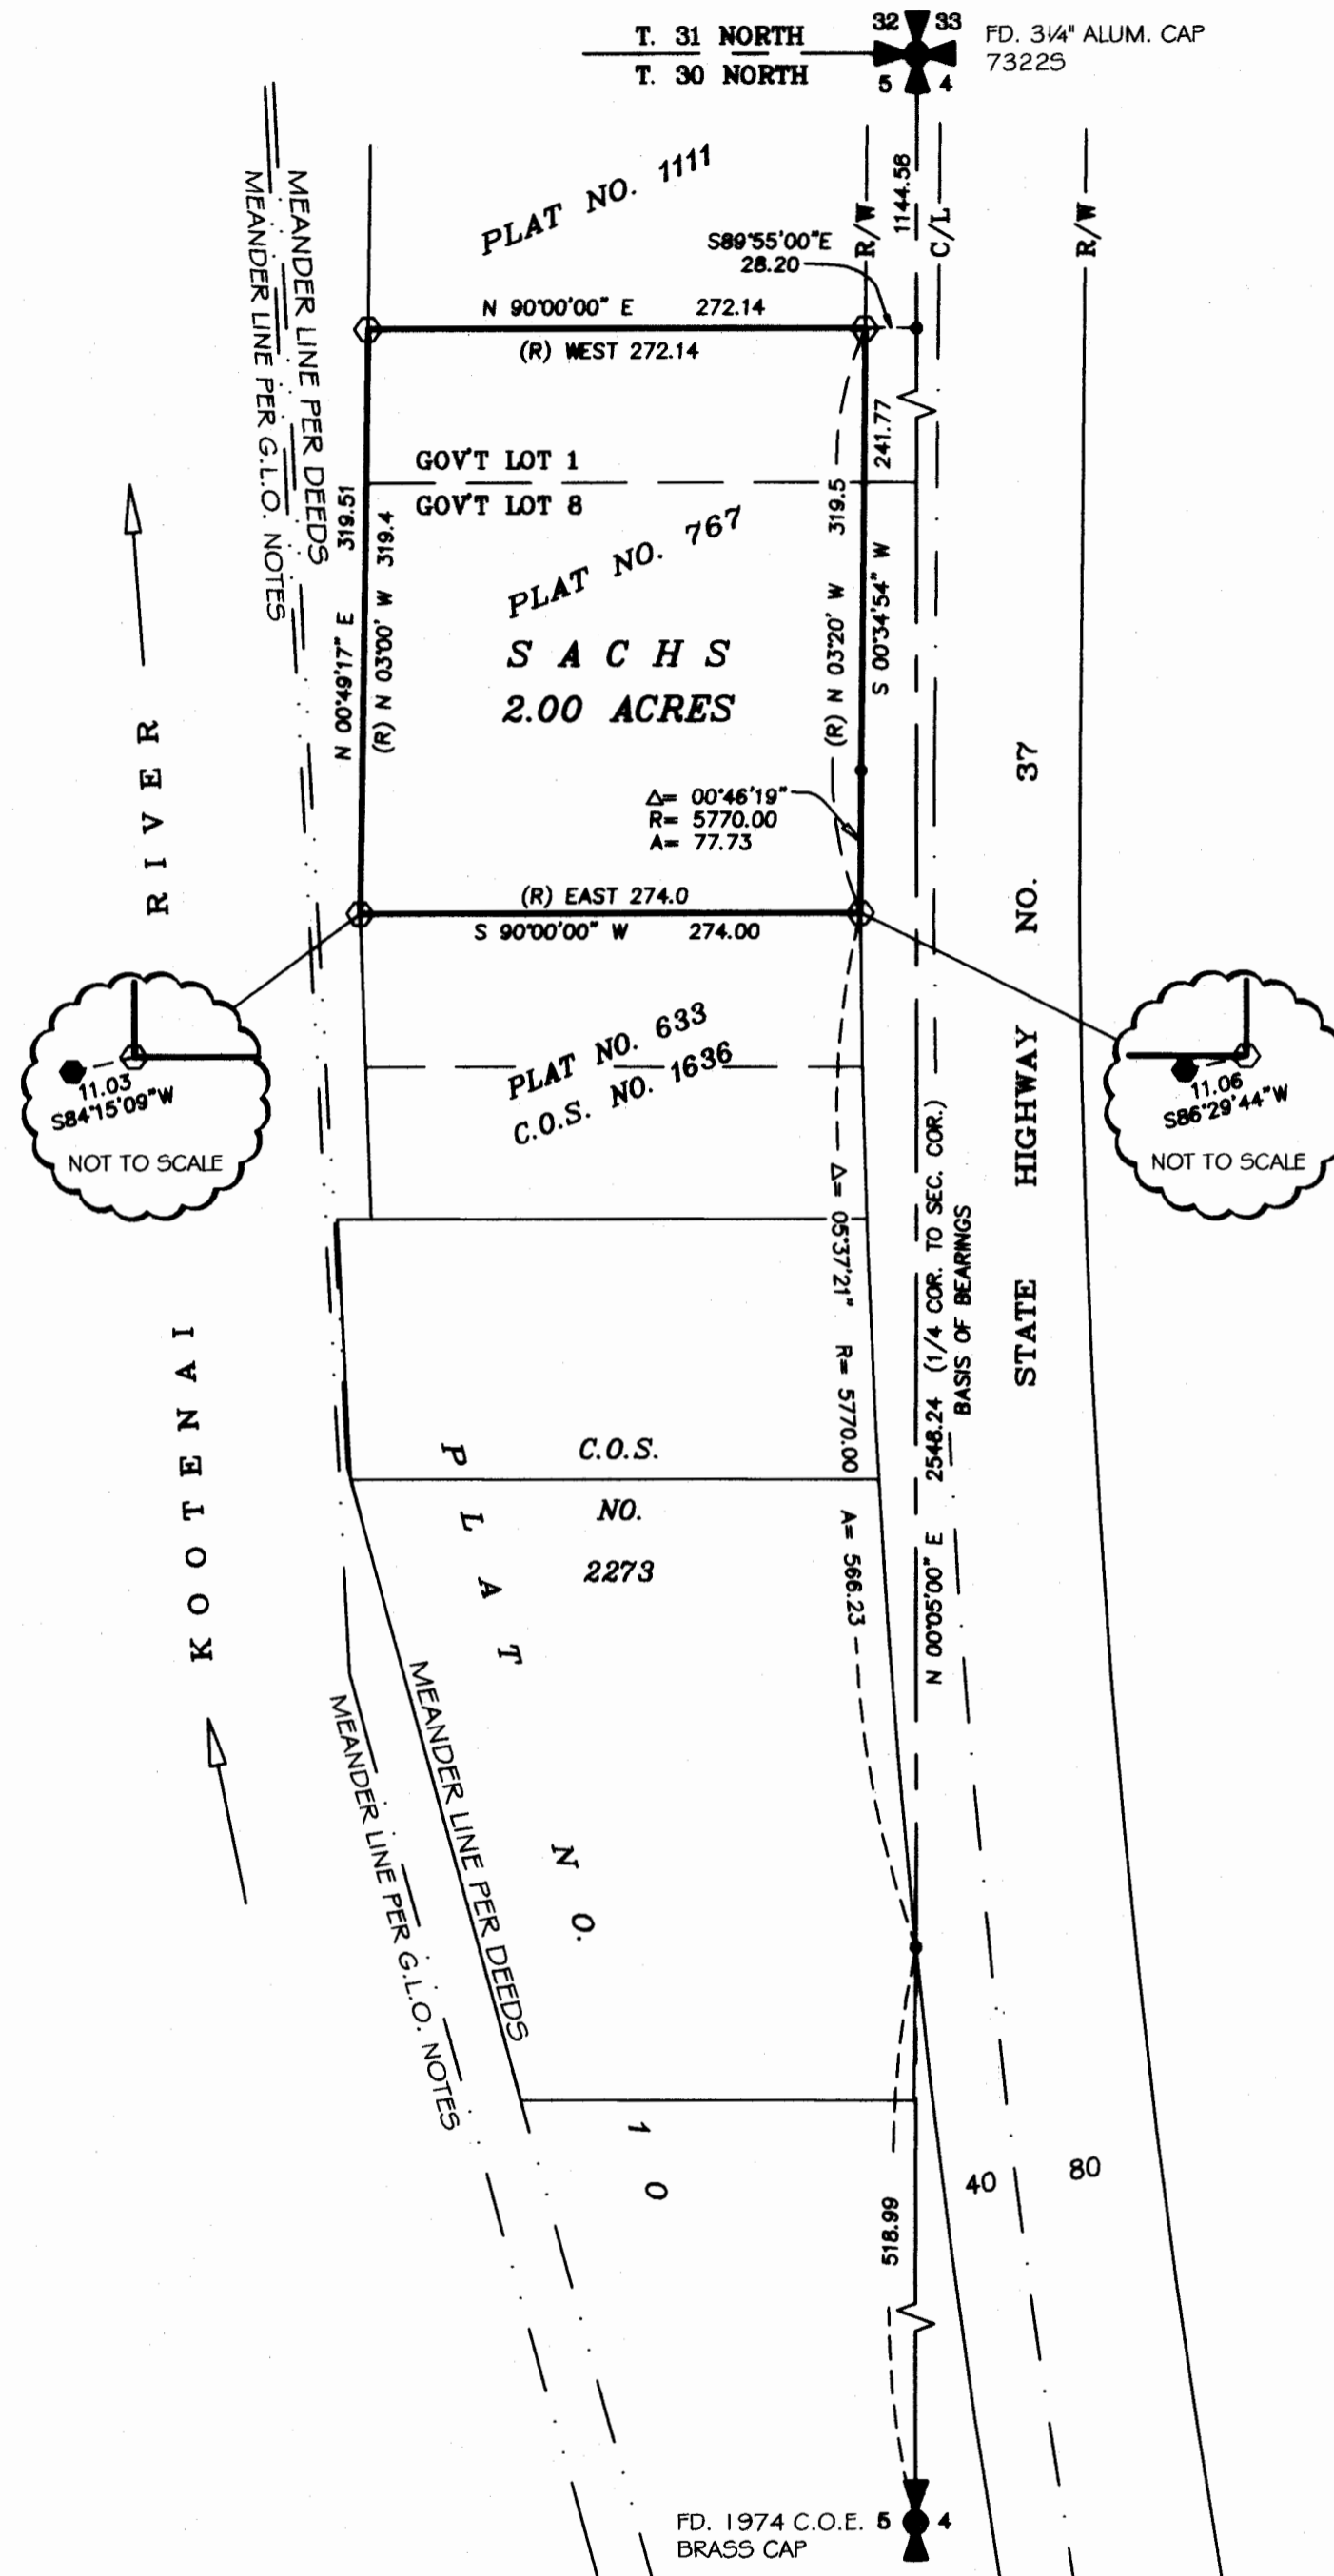 T. 31 NORTH
T. 30 NORTH
32 33
5 4
FD. 3 1/4" ALUM. CAP
7322S
MEANDER LINE PER DEEDS
MEANDER LINE PER G.L.O. NOTES
PLAT NO. 1111
R/W
1144.58
C/L
R/W
S89°55'00"E
28.20
N 90°00'00" E 272.14
(R) WEST 272.14
241.77
GOV'T LOT 1
GOV'T LOT 8
N 00°49'17" E 319.51
(R) N 03°00' W 319.4
PLAT NO. 767
SACHS
2.00 ACRES
(R) N 03°20' W 319.5
S 00°34'54" W
Δ= 00°46'19"
R= 5770.00
A= 77.73
(R) EAST 274.0
S 90°00'00" W 274.00
11.03
S84°15'09"W
NOT TO SCALE
11.06
S86°29'44"W
NOT TO SCALE
PLAT NO. 633
C.O.S. NO. 1636
KOOTENAI RIVER
STATE HIGHWAY NO. 37
Δ= 05°37'21" R= 5770.00 A= 566.23
N 00°05'00" E 2548.24 (1/4 COR. TO SEC. COR.)
BASIS OF BEARINGS
C.O.S.
NO.
2273
PLAT NO. 10
MEANDER LINE PER DEEDS
MEANDER LINE PER G.L.O. NOTES
40
80
518.99
FD. 1974 C.O.E.
BRASS CAP
5 4